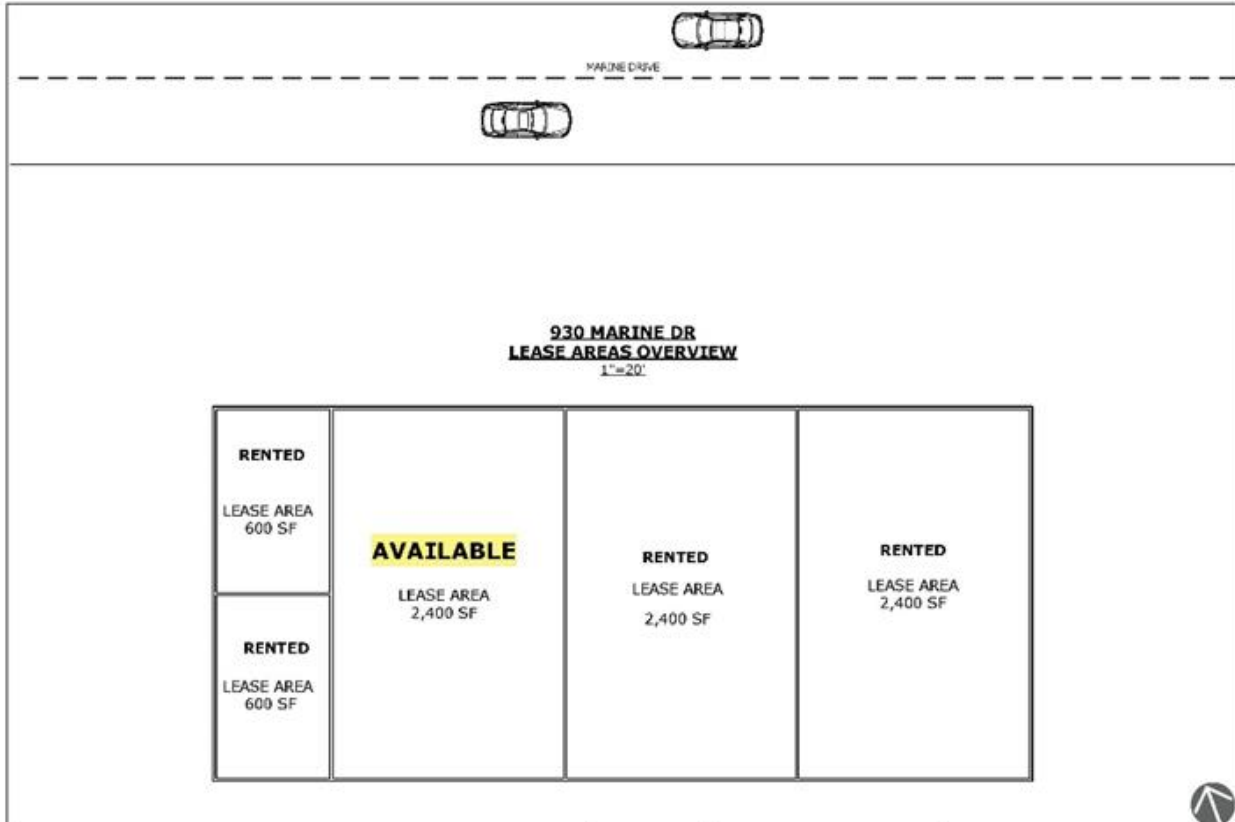 MARINE DRIVE
930 MARINE DR
LEASE AREAS OVERVIEW
1"=20'
RENTED
LEASE AREA
600 SF
RENTED
LEASE AREA
600 SF
AVAILABLE
LEASE AREA
2,400 SF
RENTED
LEASE AREA
2,400 SF
RENTED
LEASE AREA
2,400 SF